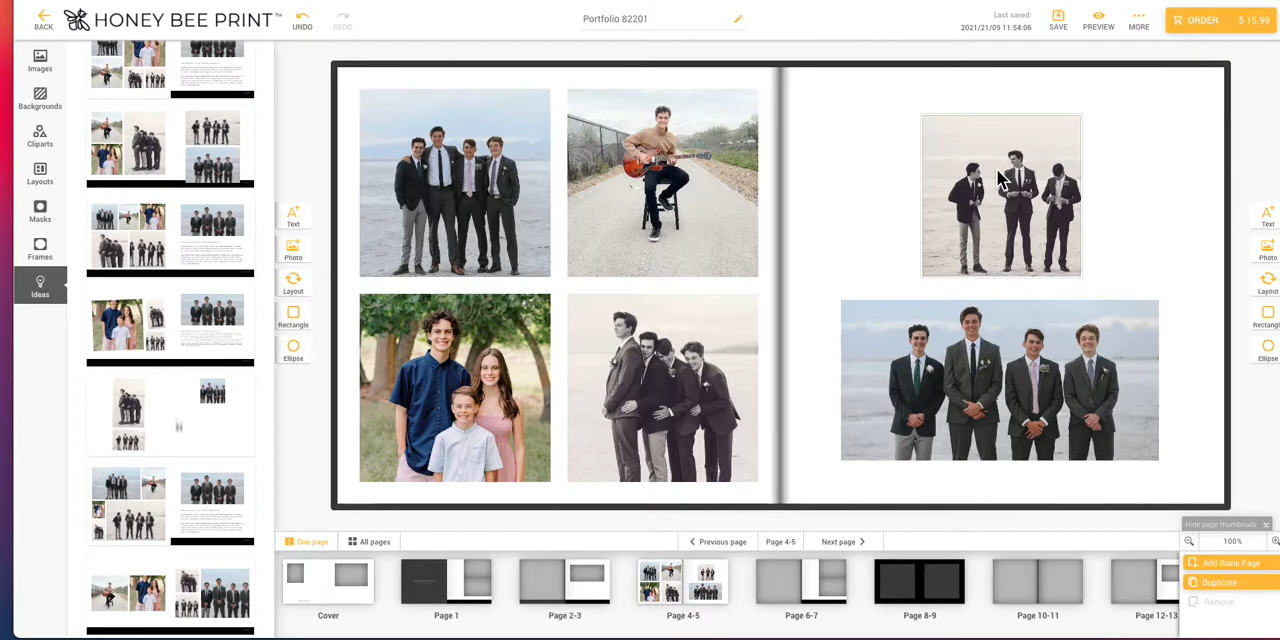 BACK
HONEY BEE PRINT™
UNDO
REDO
Portfolio 82201
Last saved:
2021/21/09 11:54:06
SAVE
PREVIEW
MORE
ORDER
$ 15.99
Images
Backgrounds
Cliparts
Layouts
Masks
Frames
Ideas
Text
Photo
Layout
Rectangle
Ellipse
Text
Photo
Layout
Rectangl
Ellipse
Hide page thumbnails
One page
All pages
Previous page
Page 4-5
Next page
100%
Add Blank Page
Duplicate
Remove
Cover
Page 1
Page 2-3
Page 4-5
Page 6-7
Page 8-9
Page 10-11
Page 12-13